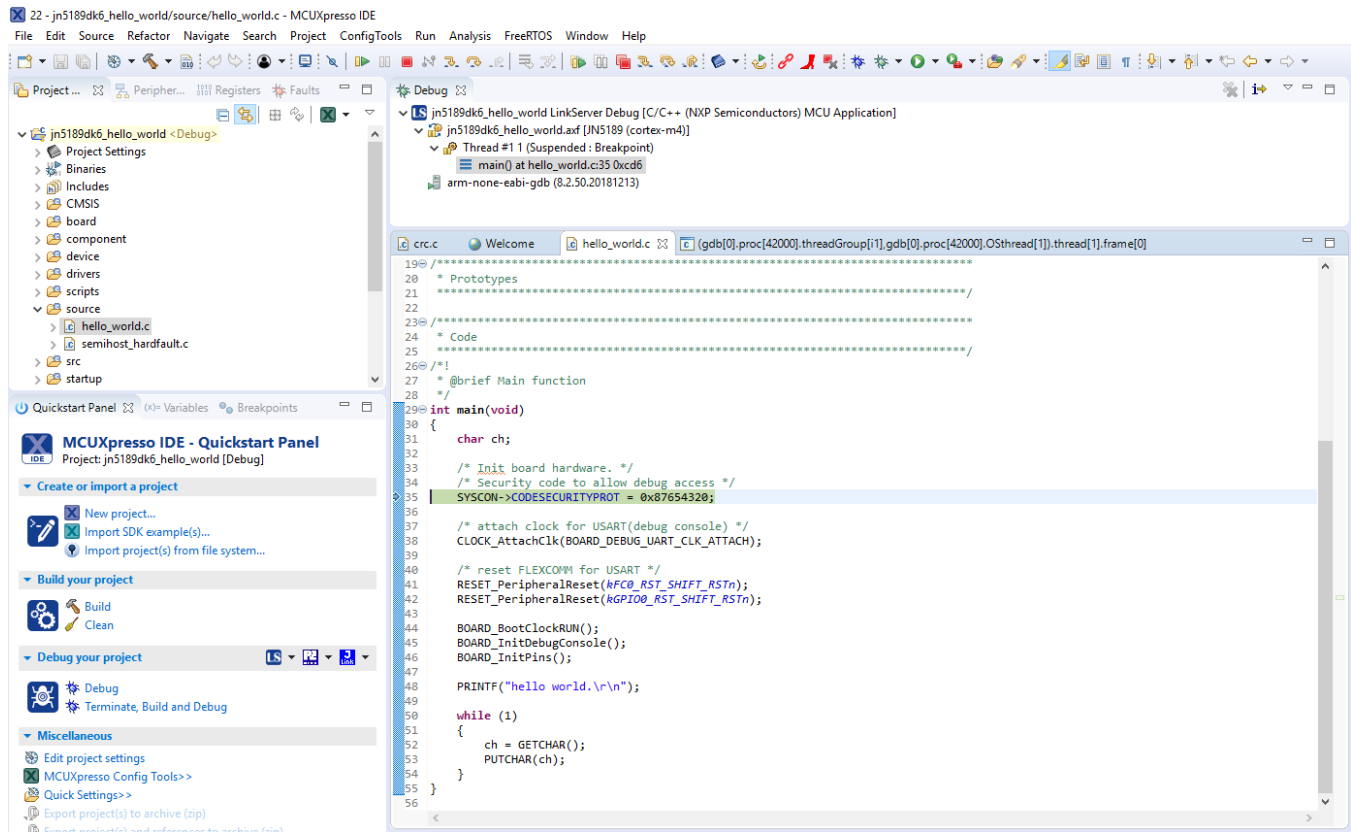 22 - jn5189dk6_hello_world/source/hello_world.c - MCUXpresso IDE
File Edit Source Refactor Navigate Search Project ConfigTools Run Analysis FreeRTOS Window Help
Project ... Peripher... Registers Faults
jn5189dk6_hello_world <Debug>
Project Settings
Binaries
Includes
CMSIS
board
component
device
drivers
scripts
source
hello_world.c
semihost_hardfault.c
src
startup
Quickstart Panel (x)= Variables Breakpoints
IDE
MCUXpresso IDE - Quickstart Panel
Project: jn5189dk6_hello_world [Debug]
Create or import a project
New project...
Import SDK example(s)...
Import project(s) from file system...
Build your project
Build
Clean
Debug your project LS
Debug
Terminate, Build and Debug
Miscellaneous
Edit project settings
MCUXpresso Config Tools>>
Quick Settings>>
Export project(s) to archive (zip)
Export project(s) and references to archive (zip)
Debug
LS jn5189dk6_hello_world LinkServer Debug [C/C++ (NXP Semiconductors) MCU Application]
jn5189dk6_hello_world.axf [JN5189 (cortex-m4)]
Thread #1 1 (Suspended : Breakpoint)
main() at hello_world.c:35 0xcd6
arm-none-eabi-gdb (8.2.50.20181213)
crc.c Welcome hello_world.c (gdb[0].proc[42000].threadGroup[i1],gdb[0].proc[42000].OSthread[1]).thread[1].frame[0]
19 /*******************************************************************************
20 * Prototypes
21 ******************************************************************************/
22
23 /*******************************************************************************
24 * Code
25 ******************************************************************************/
26 /*!
27 * @brief Main function
28 */
29 int main(void)
30 {
31 char ch;
32
33 /* Init board hardware. */
34 /* Security code to allow debug access */
35 SYSCON->CODESECURITYPROT = 0x87654320;
36
37 /* attach clock for USART(debug console) */
38 CLOCK_AttachClk(BOARD_DEBUG_UART_CLK_ATTACH);
39
40 /* reset FLEXCOMM for USART */
41 RESET_PeripheralReset(kFC0_RST_SHIFT_RSTn);
42 RESET_PeripheralReset(kGPIO0_RST_SHIFT_RSTn);
43
44 BOARD_BootClockRUN();
45 BOARD_InitDebugConsole();
46 BOARD_InitPins();
47
48 PRINTF("hello world.\r\n");
49
50 while (1)
51 {
52 ch = GETCHAR();
53 PUTCHAR(ch);
54 }
55 }
56